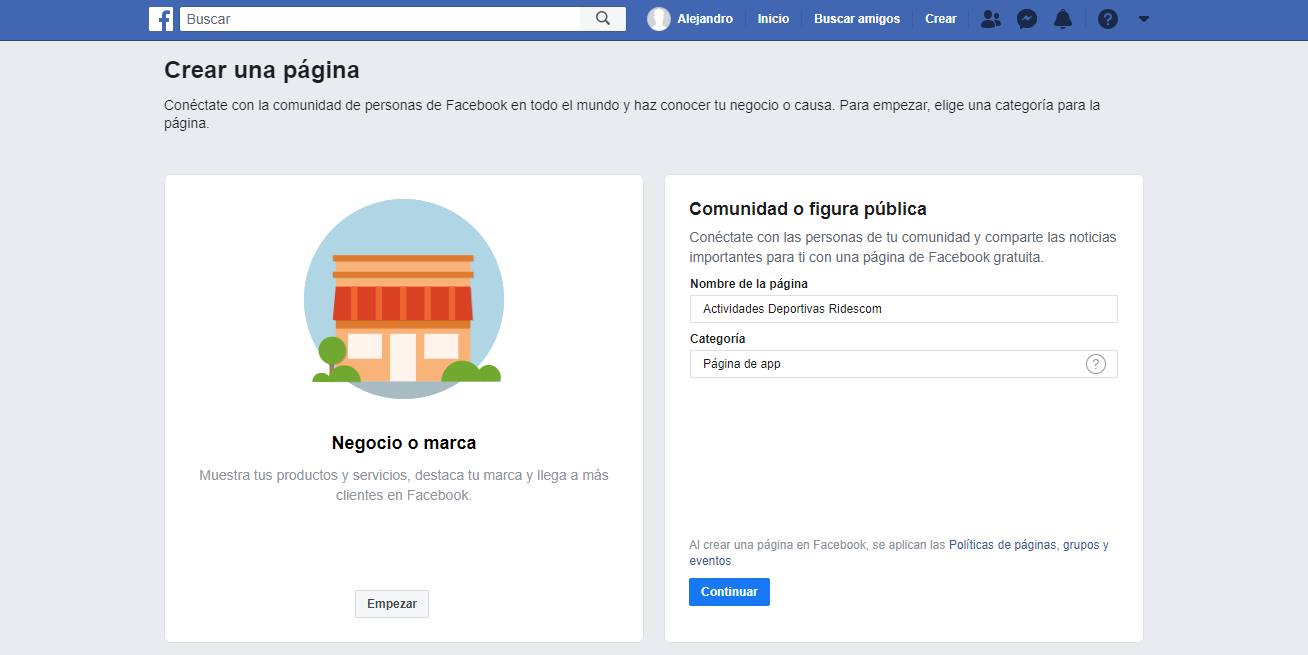 Buscar
Alejandro
Inicio
Buscar amigos
Crear
Crear una página
Conéctate con la comunidad de personas de Facebook en todo el mundo y haz conocer tu negocio o causa. Para empezar, elige una categoría para la
página.
Negocio o marca
Muestra tus productos y servicios, destaca tu marca y llega a más
clientes en Facebook.
Empezar
Comunidad o figura pública
Conéctate con las personas de tu comunidad y comparte las noticias
importantes para ti con una página de Facebook gratuita.
Nombre de la página
Actividades Deportivas Ridescom
Categoría
Página de app
?
Al crear una página en Facebook, se aplican las Políticas de páginas, grupos y
eventos.
Continuar